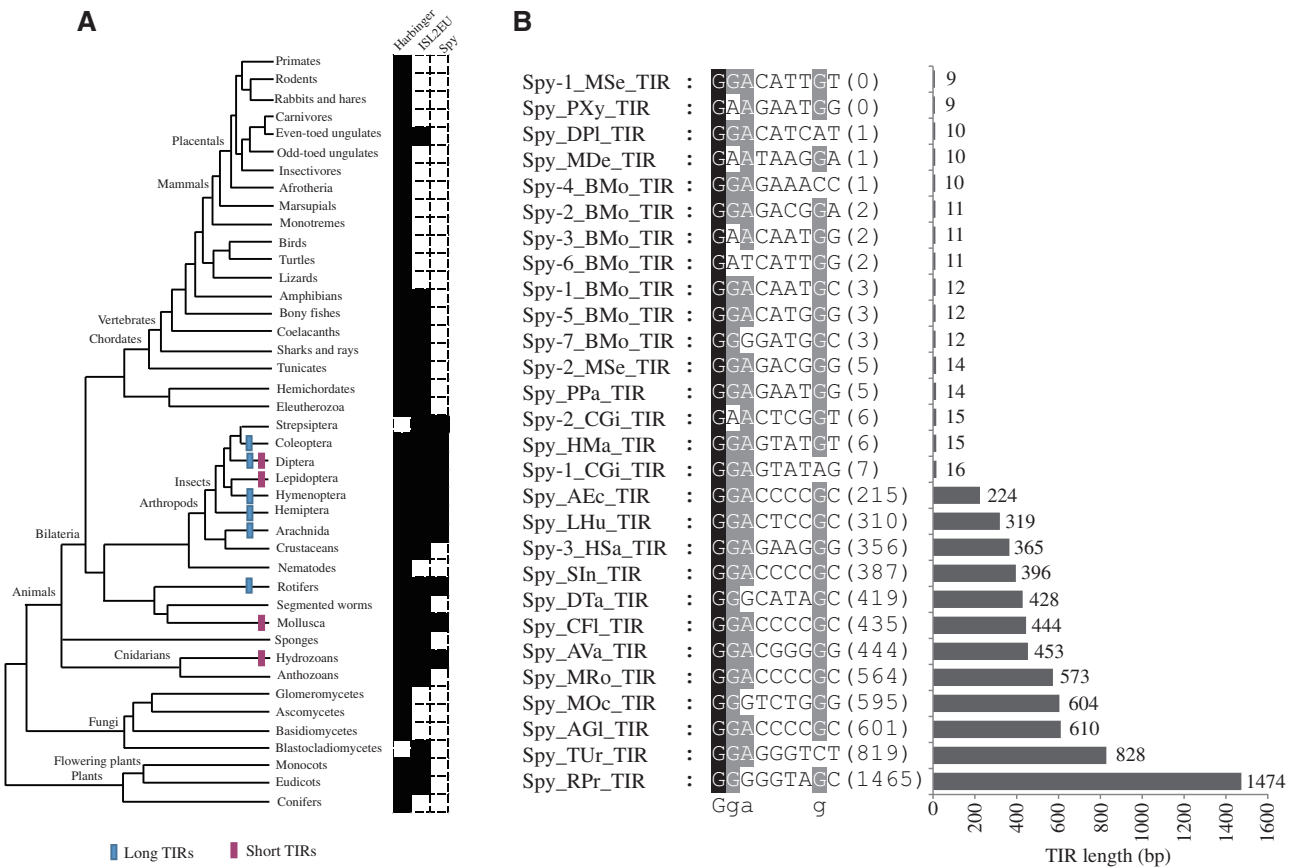 A
Harbinger
ISL2EU
Spy
Primates
Rodents
Rabbits and hares
Carnivores
Even-toed ungulates
Placentals
Odd-toed ungulates
Insectivores
Mammals
Afrotheria
Marsupials
Monotremes
Birds
Turtles
Lizards
Amphibians
Bony fishes
Vertebrates
Coelacanths
Chordates
Sharks and rays
Tunicates
Hemichordates
Eleutherozoa
Strepsiptera
Coleoptera
Diptera
Insects
Lepidoptera
Hymenoptera
Arthropods
Hemiptera
Arachnida
Bilateria
Crustaceans
Nematodes
Animals
Rotifers
Segmented worms
Mollusca
Sponges
Cnidarians
Hydrozoans
Anthozoans
Glomeromycetes
Ascomycetes
Fungi
Basidiomycetes
Blastocladiomycetes
Flowering plants
Monocots
Plants
Eudicots
Conifers
Long TIRs
Short TIRs
B
Spy-1_MSe_TIR : GGACATTGT(0) 9
Spy_PXy_TIR : GAAGAATGG(0) 9
Spy_DPl_TIR : GGACATCAT(1) 10
Spy_MDe_TIR : GAATAAGGA(1) 10
Spy-4_BMo_TIR : GGAGAAACC(1) 10
Spy-2_BMo_TIR : GGAGACGGA(2) 11
Spy-3_BMo_TIR : GAACAATGG(2) 11
Spy-6_BMo_TIR : GATCATTGG(2) 11
Spy-1_BMo_TIR : GGACAATGC(3) 12
Spy-5_BMo_TIR : GGACATGGG(3) 12
Spy-7_BMo_TIR : GGGGATGGC(3) 12
Spy-2_MSe_TIR : GGAGACGGG(5) 14
Spy_PPa_TIR : GGAGAATGG(5) 14
Spy-2_CGi_TIR : GAACTCGGT(6) 15
Spy_HMa_TIR : GGAGTATGT(6) 15
Spy-1_CGi_TIR : GGAGTATAG(7) 16
Spy_AEc_TIR : GGACCCCGC(215) 224
Spy_LHu_TIR : GGACTCCGC(310) 319
Spy-3_HSa_TIR : GGAGAAGGG(356) 365
Spy_SIn_TIR : GGACCCCGC(387) 396
Spy_DTa_TIR : GGGCATAGC(419) 428
Spy_CFl_TIR : GGACCCCGC(435) 444
Spy_AVa_TIR : GGACGGGGG(444) 453
Spy_MRo_TIR : GGACCCCGC(564) 573
Spy_MOc_TIR : GGGTCTGGG(595) 604
Spy_AGl_TIR : GGACCCCGC(601) 610
Spy_TUr_TIR : GGAGGGTCT(819) 828
Spy_RPr_TIR : GGGGGTAGC(1465) 1474
Gga g
0 200 400 600 800 1000 1200 1400 1600
TIR length (bp)